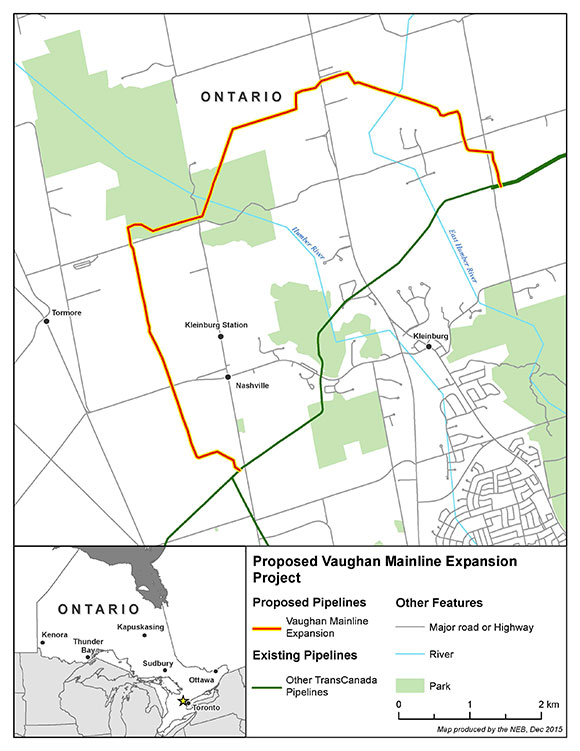 ONTARIO
Humber River
East Humber River
Tormore
Kleinburg Station
Kleinburg
Nashville
ONTARIO
Kapuskasing
Kenora
Thunder
Bay
Sudbury
Ottawa
Toronto
Proposed Vaughan Mainline Expansion
Project
Proposed Pipelines
Vaughan Mainline
Expansion
Existing Pipelines
Other TransCanada
Pipelines
Other Features
Major road or Highway
River
Park
0
1
2 km
Map produced by the NEB, Dec 2015